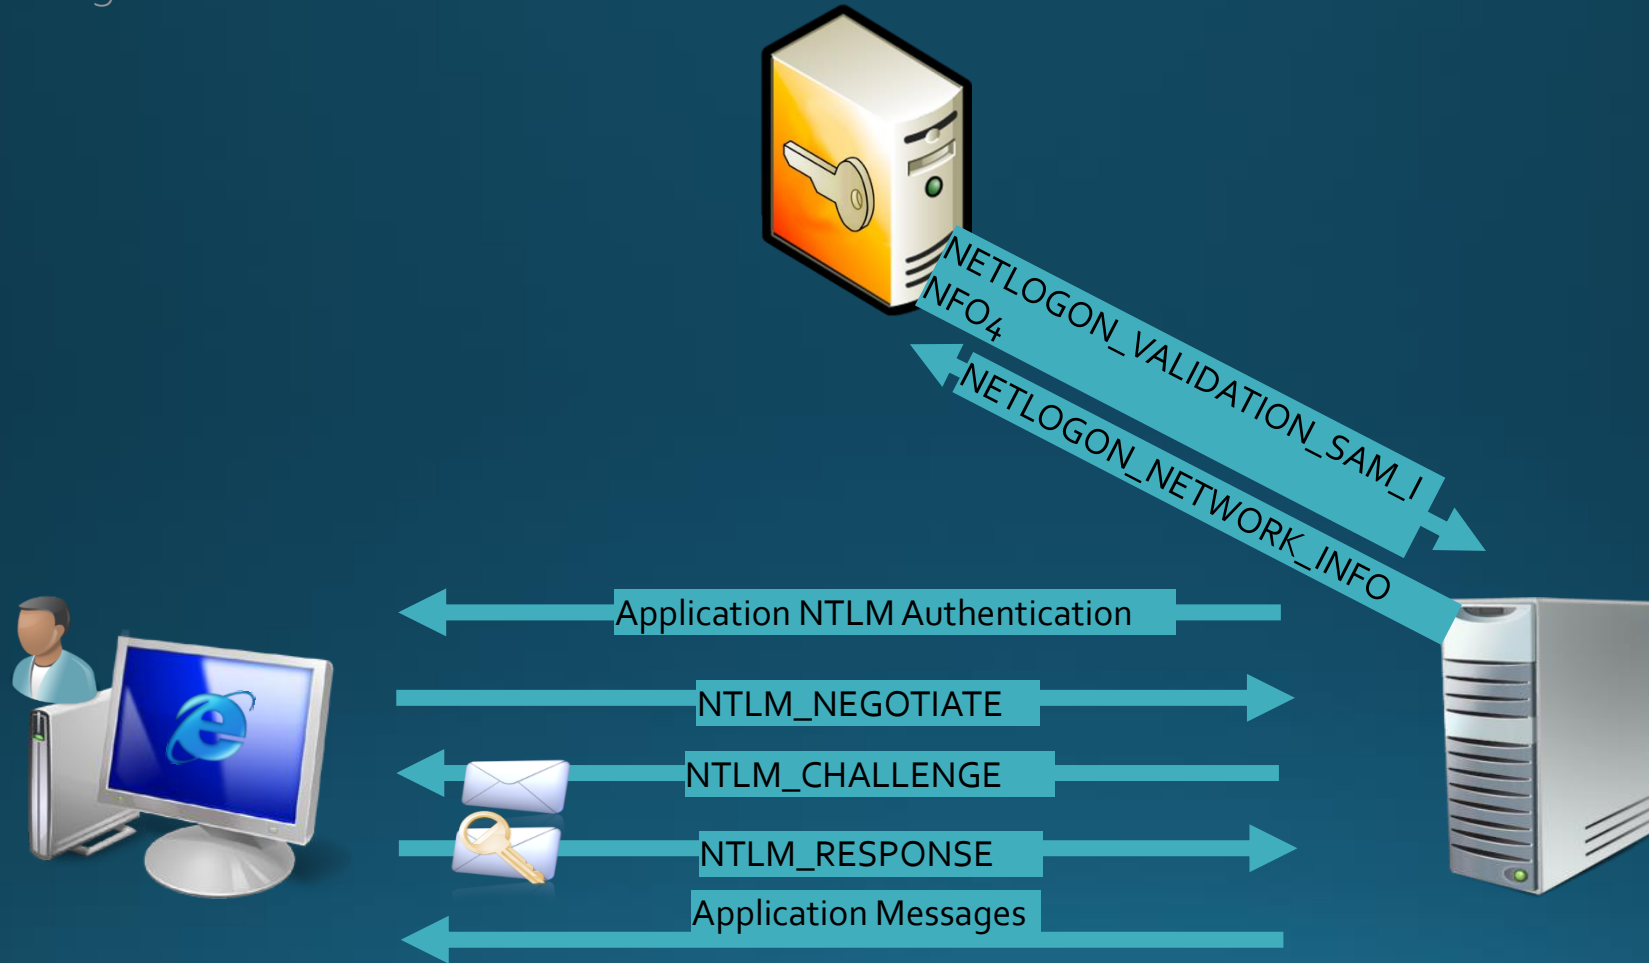 NETLOGON_VALIDATION_SAM_I
NFO4
NETLOGON_NETWORK_INFO
Application NTLM Authentication
NTLM_NEGOTIATE
NTLM_CHALLENGE
NTLM_RESPONSE
Application Messages